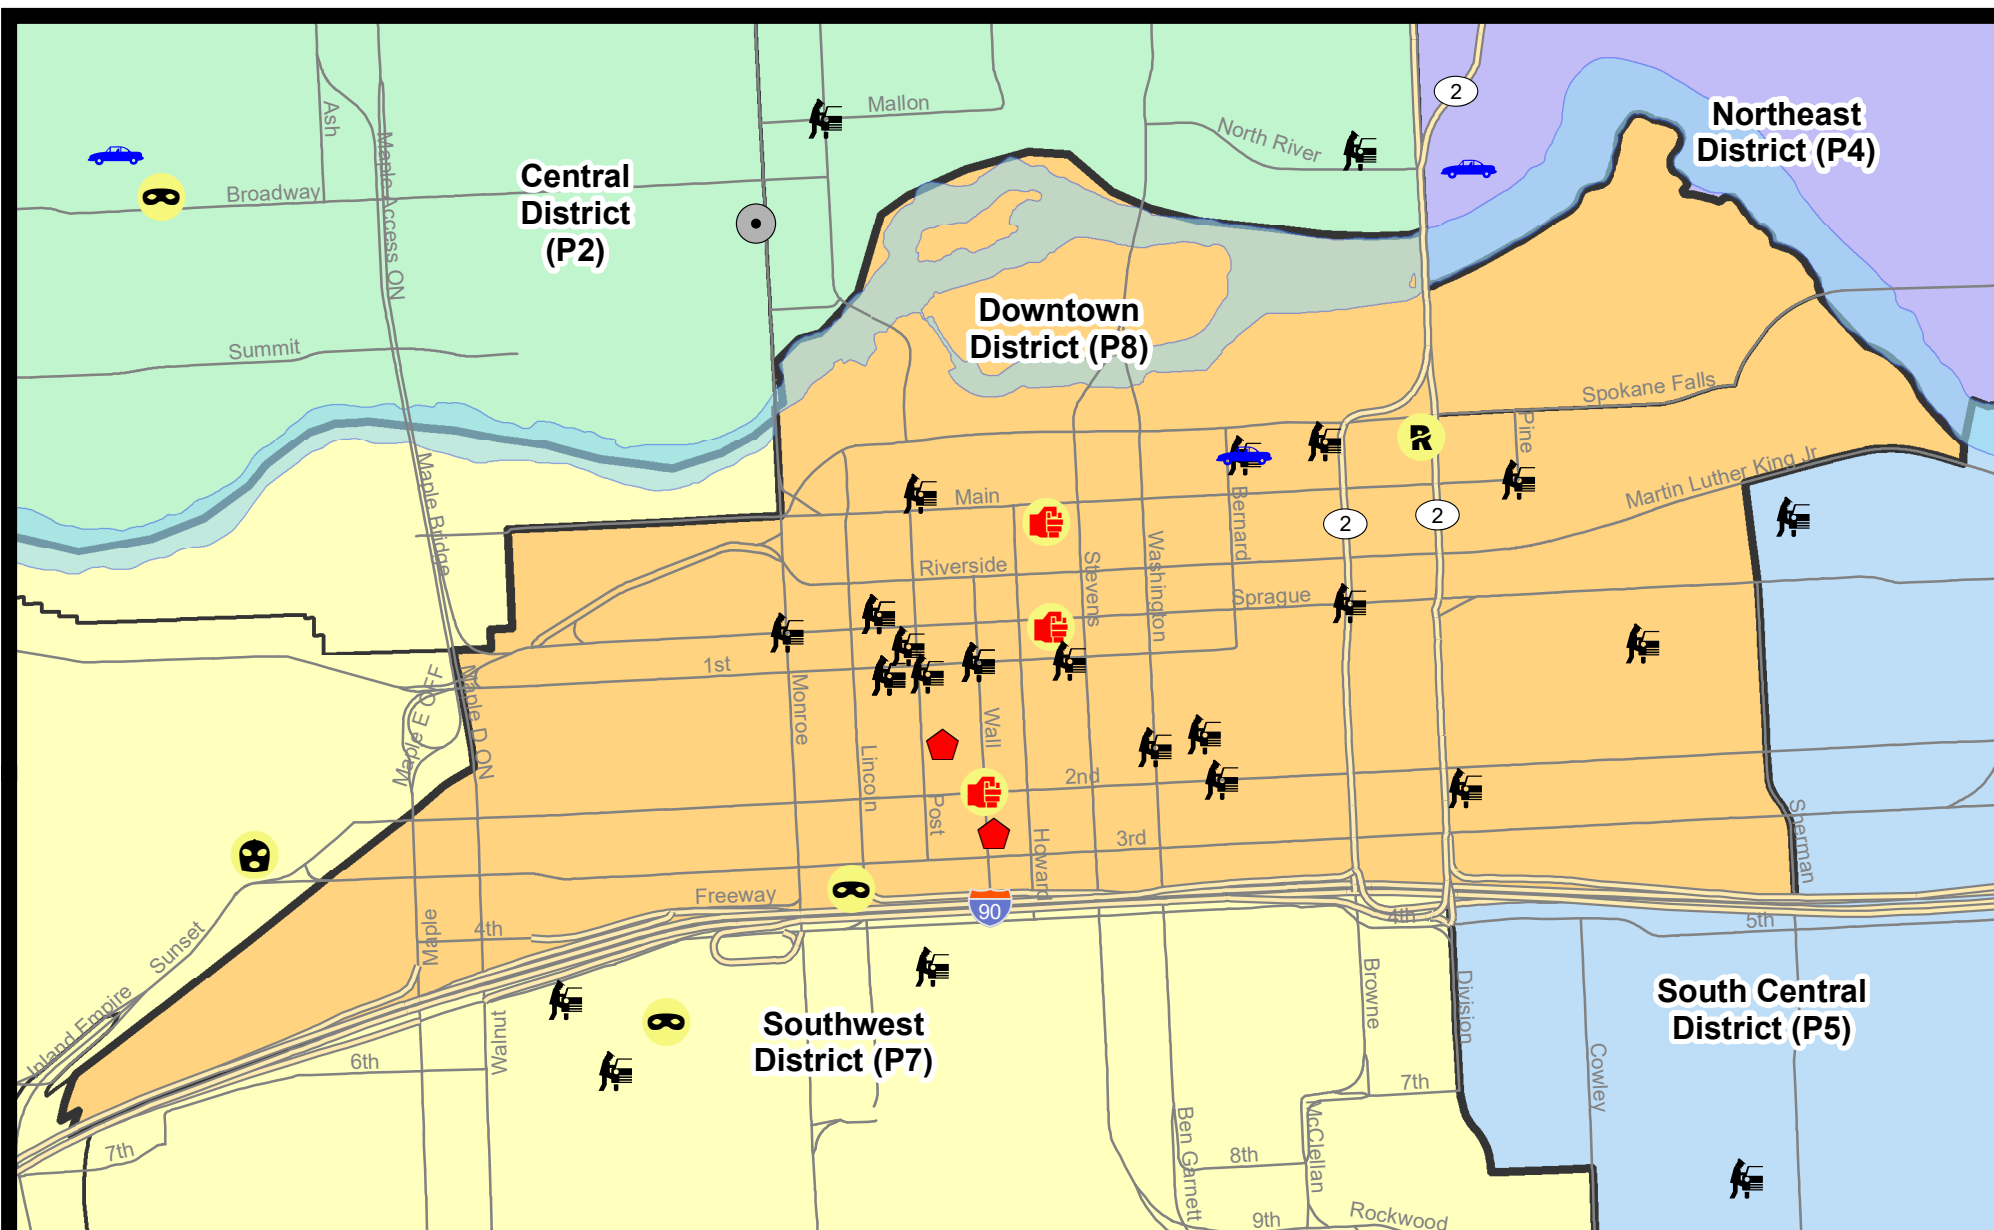 2
Northeast
District (P4)
Mallon
Ash
North River
Maple Access ON
Central
District
(P2)
Broadway
Downtown
District (P8)
Summit
Spokane Falls
Pine
Martin Luther King Jr
Maple Bridge
Main
Bernard
2
2
Riverside
Stevens
Washington
Sprague
1st
Maple E OFF
Maple D ON
Monroe
Wall
Lincoln
2nd
Post
3rd
Howard
Sherman
Freeway
90
4th
Maple
4th
5th
Sunset
Inland Empire
Browne
Division
South Central
District (P5)
Southwest
District (P7)
Walnut
6th
Cowley
7th
McClellan
Ben Garnett
7th
8th
9th
Rockwood